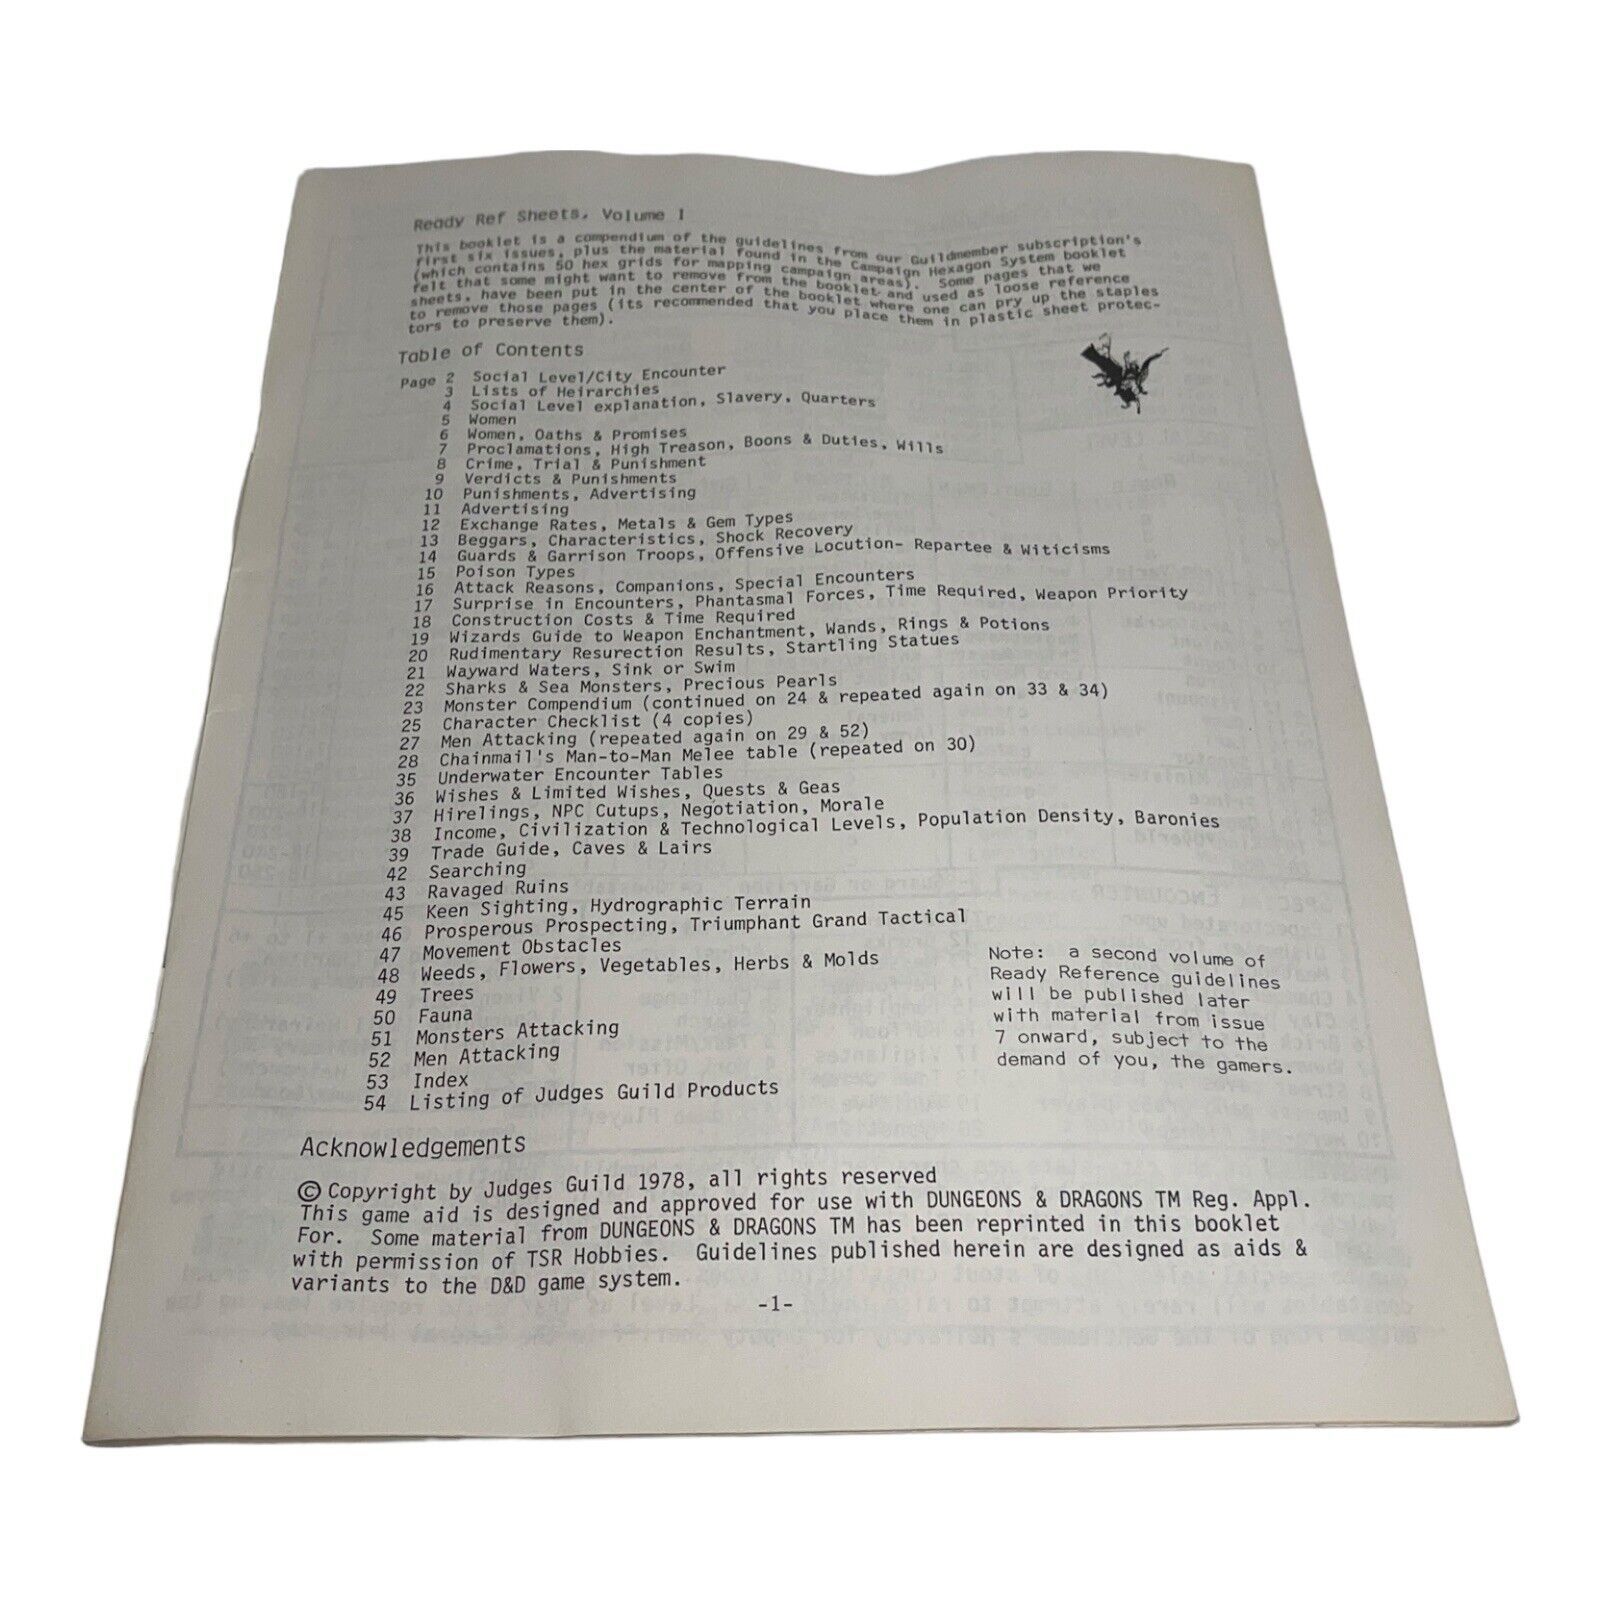 Ready Ref Sheets, Volume I
This booklet is a compendium of the guidelines from our Guildmember subscription's
first six issues, plus the material found in the Campaign Hexagon System booklet
(which contains 50 hex grids for mapping campaign areas). Some pages that we
felt that some might want to remove from the booklet and used as loose reference
sheets, have been put in the center of the booklet where one can pry up the staples
to remove those pages (its recommended that you place them in plastic sheet protec-
tors to preserve them).
Table of Contents
Page 2 Social Level/City Encounter
3 Lists of Heirarchies
4 Social Level explanation, Slavery, Quarters
5 Women
6 Women, Oaths & Promises
7 Proclamations, High Treason, Boons & Duties, Wills
8 Crime, Trial & Punishment
9 Verdicts & Punishments
10 Punishments, Advertising
11 Advertising
12 Exchange Rates, Metals & Gem Types
13 Beggars, Characteristics, Shock Recovery
14 Guards & Garrison Troops, Offensive Locution- Repartee & Witicisms
15 Poison Types
16 Attack Reasons, Companions, Special Encounters
17 Surprise in Encounters, Phantasmal Forces, Time Required, Weapon Priority
18 Construction Costs & Time Required
19 Wizards Guide to Weapon Enchantment, Wands, Rings & Potions
20 Rudimentary Resurection Results, Startling Statues
21 Wayward Waters, Sink or Swim
22 Sharks & Sea Monsters, Precious Pearls
23 Monster Compendium (continued on 24 & repeated again on 33 & 34)
25 Character Checklist (4 copies)
27 Men Attacking (repeated again on 29 & 52)
28 Chainmail's Man-to-Man Melee table (repeated on 30)
35 Underwater Encounter Tables
36 Wishes & Limited Wishes, Quests & Geas
37 Hirelings, NPC Cutups, Negotiation, Morale
38 Income, Civilization & Technological Levels, Population Density, Baronies
39 Trade Guide, Caves & Lairs
42 Searching
43 Ravaged Ruins
45 Keen Sighting, Hydrographic Terrain
46 Prosperous Prospecting, Triumphant Grand Tactical
47 Movement Obstacles
48 Weeds, Flowers, Vegetables, Herbs & Molds
49 Trees
50 Fauna
51 Monsters Attacking
52 Men Attacking
53 Index
54 Listing of Judges Guild Products
Note: a second volume of
Ready Reference guidelines
will be published later
with material from issue
7 onward, subject to the
demand of you, the gamers.
Acknowledgements
© Copyright by Judges Guild 1978, all rights reserved
This game aid is designed and approved for use with DUNGEONS & DRAGONS TM Reg. Appl.
For. Some material from DUNGEONS & DRAGONS TM has been reprinted in this booklet
with permission of TSR Hobbies. Guidelines published herein are designed as aids &
variants to the D&D game system.
-1-